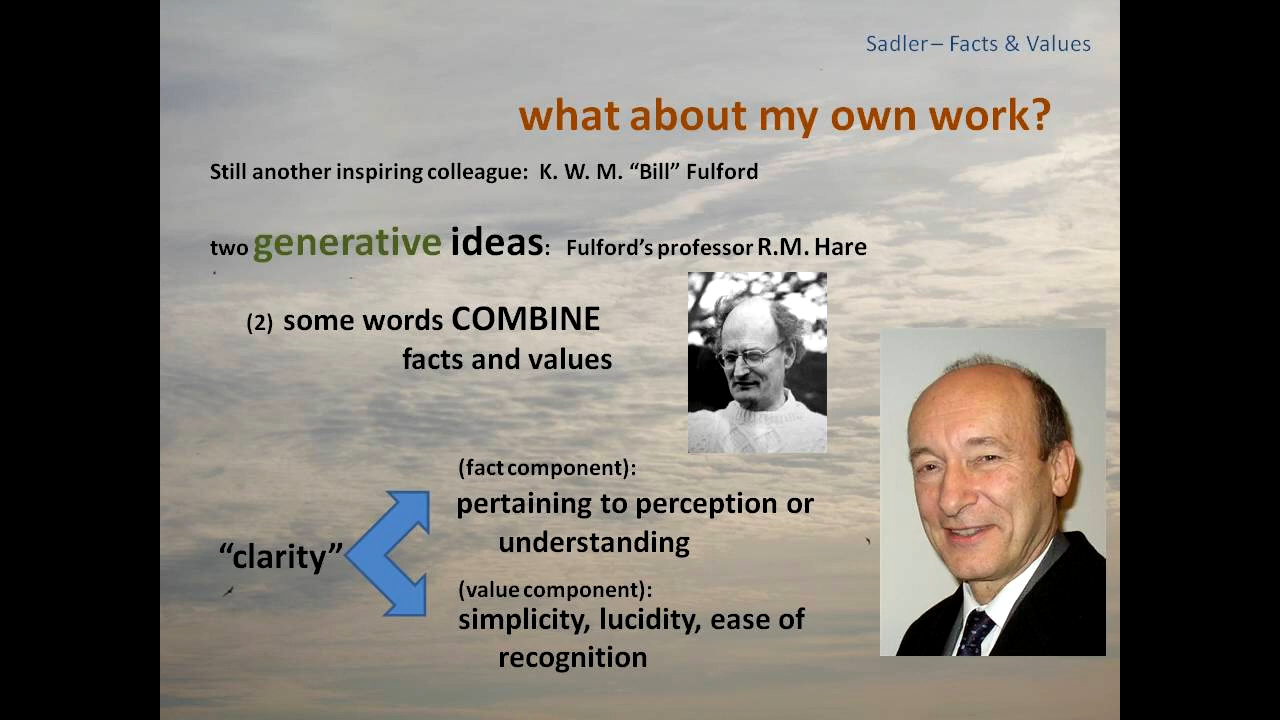 Sadler – Facts & Values
what about my own work?
Still another inspiring colleague: K. W. M. “Bill” Fulford
two generative ideas: Fulford’s professor R.M. Hare
(2) some words COMBINE
facts and values
(fact component):
pertaining to perception or
understanding
“clarity”
(value component):
simplicity, lucidity, ease of
recognition